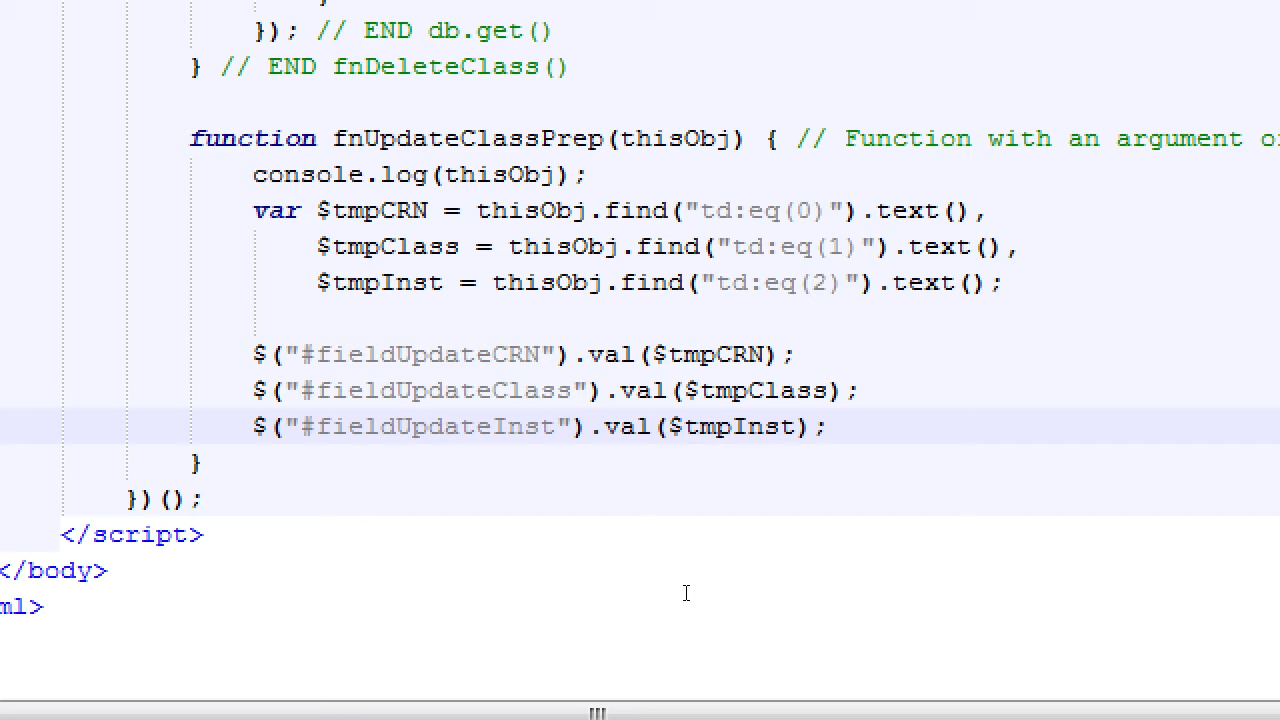 }); // END db.get()
} // END fnDeleteClass()
function fnUpdateClassPrep(thisObj) { // Function with an argument
console.log(thisObj);
var $tmpCRN = thisObj.find("td:eq(0)").text(),
$tmpClass = thisObj.find("td:eq(1)").text(),
$tmpInst = thisObj.find("td:eq(2)").text();
$("#fieldUpdateCRN").val($tmpCRN);
$("#fieldUpdateClass").val($tmpClass);
$("#fieldUpdateInst").val($tmpInst);
}
})();
</script>
</body>
ml>